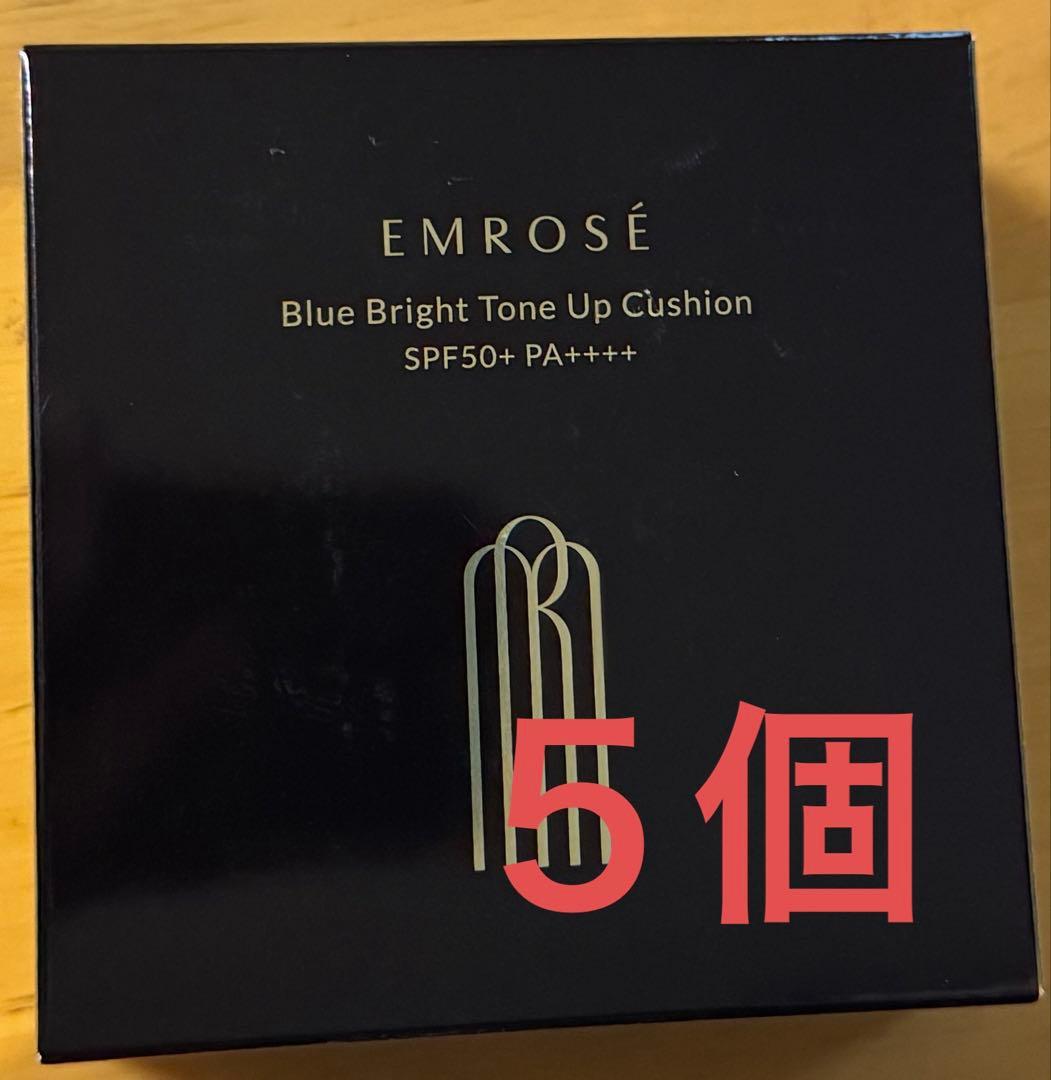 EMROSÉ
Blue Bright Tone Up Cushion
SPF50+ PA++++
5個